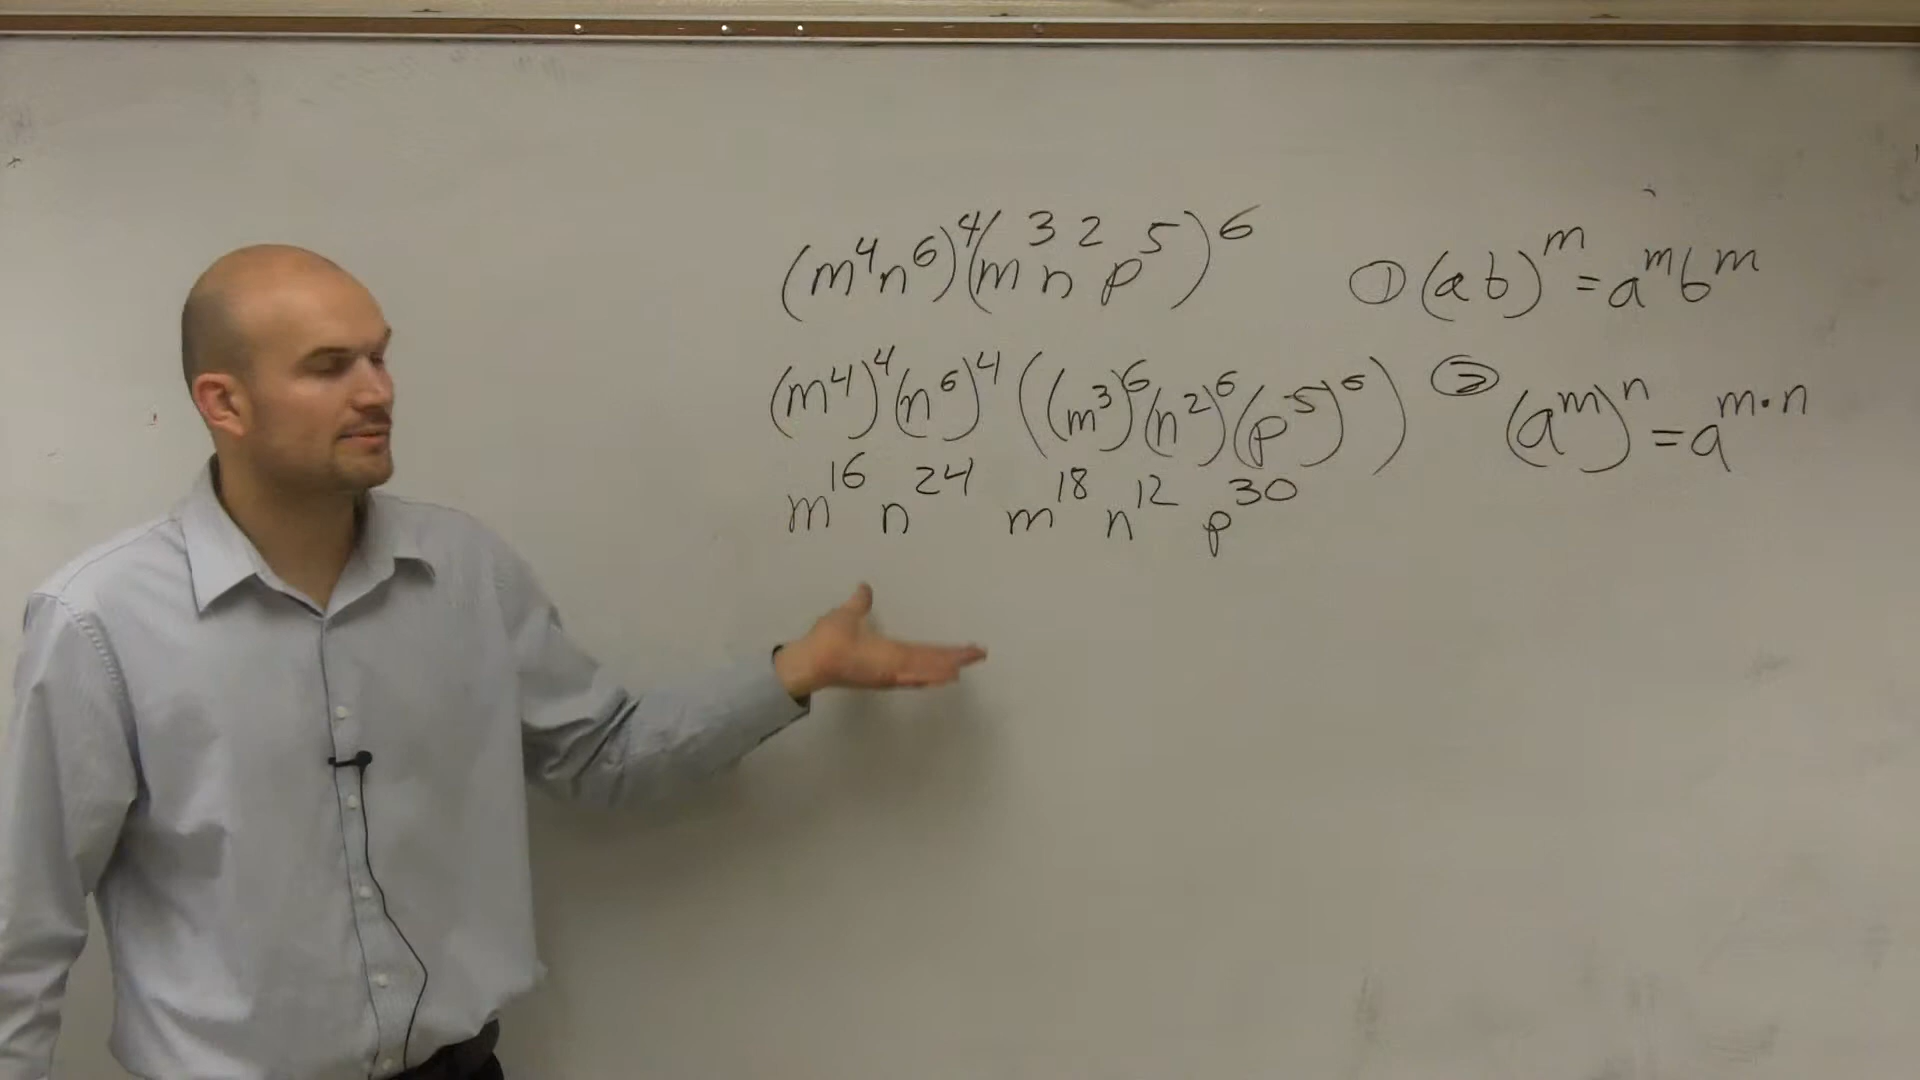 (m⁴n⁶)⁴(m³n²p⁵)⁶
(m⁴)⁴(n⁶)⁴((m³)⁶(n²)⁶(p⁵)⁶)
m¹⁶ n²⁴ m¹⁸ n¹² p³⁰
① (ab)ᵐ = aᵐbᵐ
② (aᵐ)ⁿ = aᵐ·ⁿ